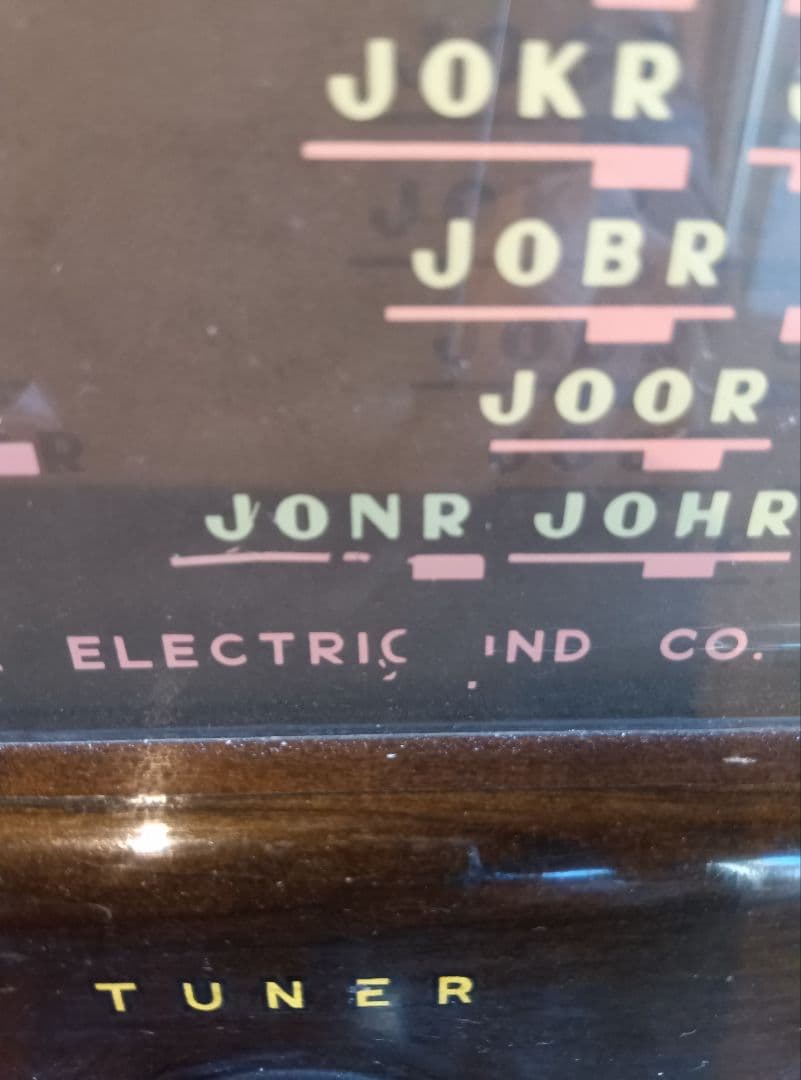 JOKR
JOBR
JOOR
R
JONR JOHR
ELECTRIC IND CO.
TUNER